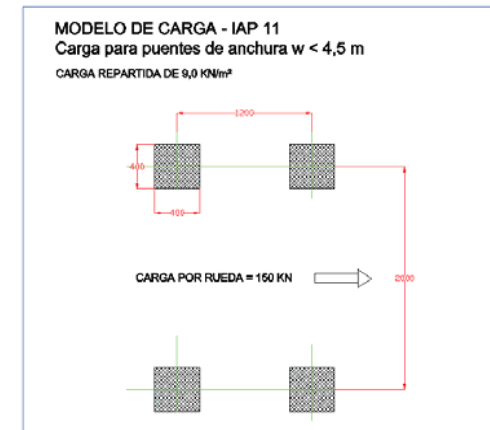 MODELO DE CARGA - IAP 11
Carga para puentes de anchura w < 4,5 m
CARGA REPARTIDA DE 9,0 KN/m²
1200
400
400
CARGA POR RUEDA = 150 KN
2000